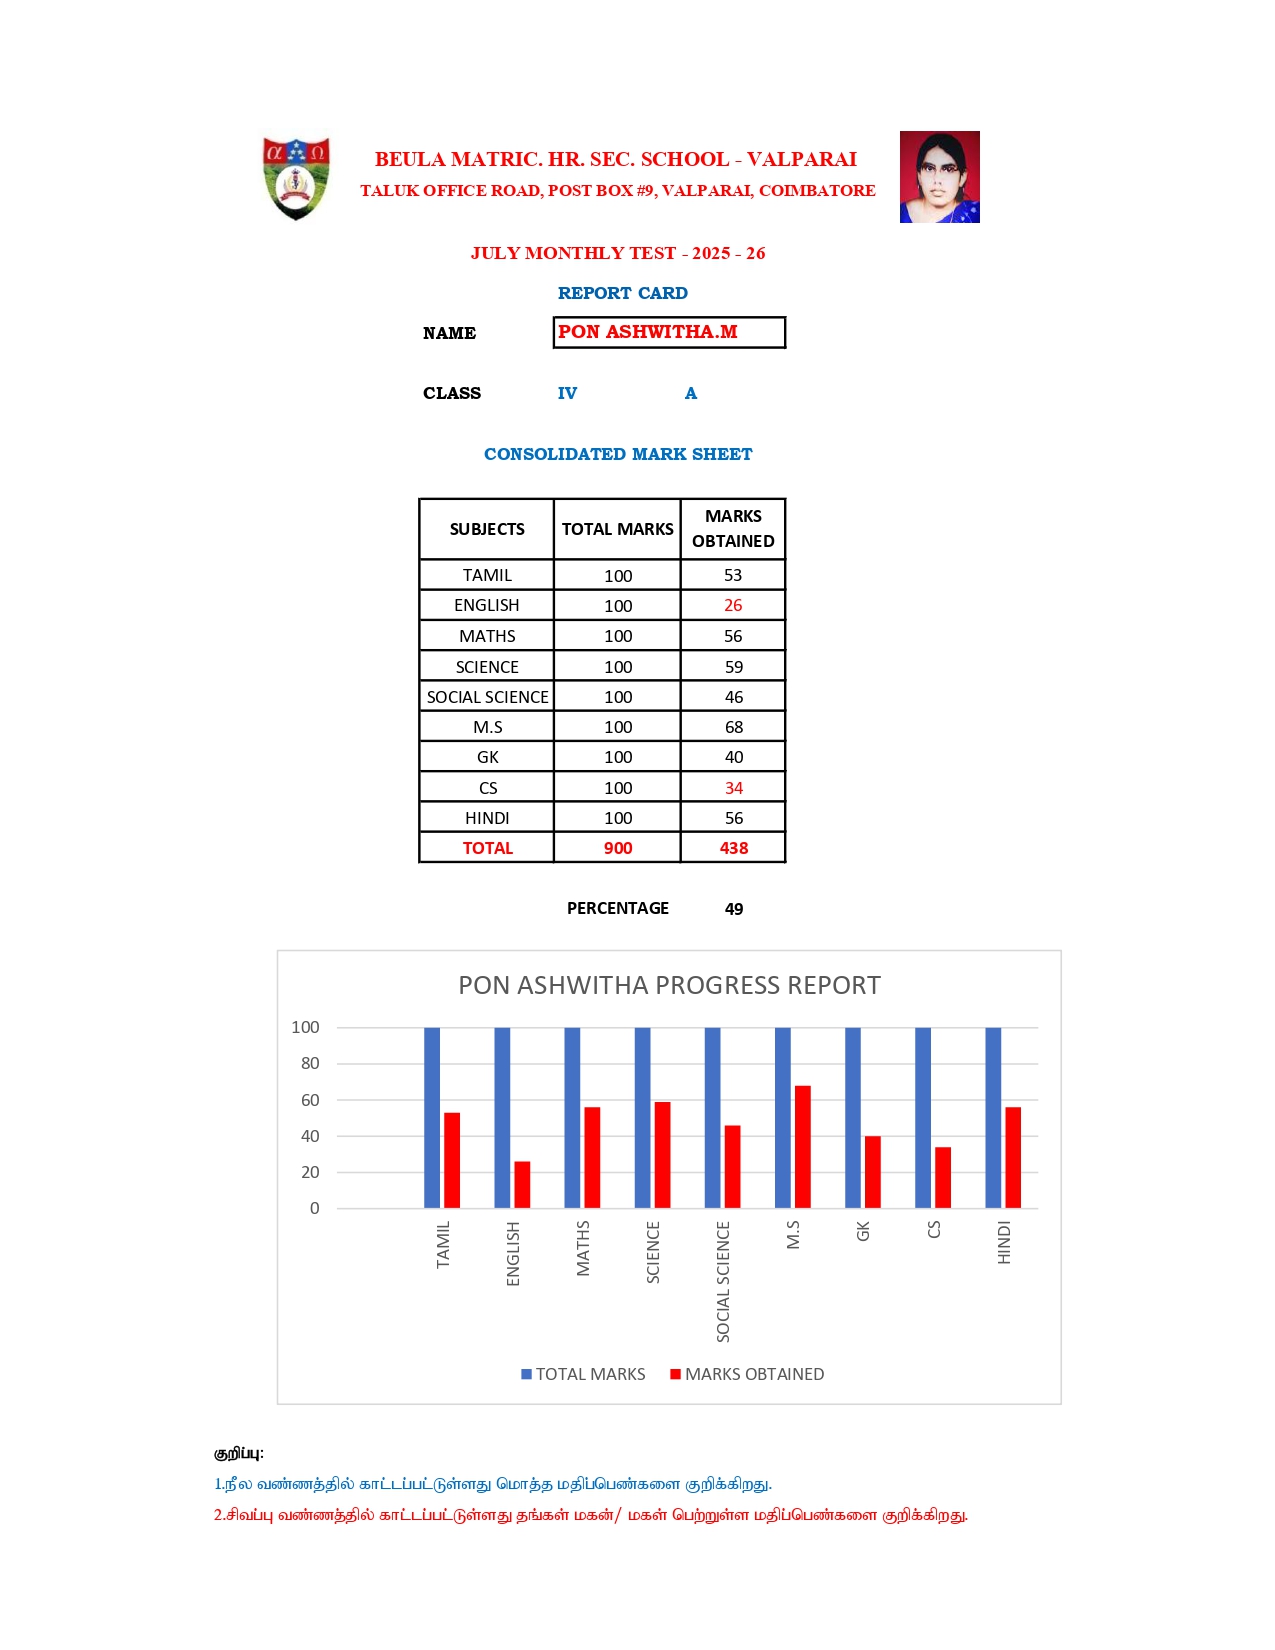 α Ω
BEULA MATRIC. HR. SEC. SCHOOL - VALPARAI
TALUK OFFICE ROAD, POST BOX #9, VALPARAI, COIMBATORE
JULY MONTHLY TEST - 2025 - 26
REPORT CARD
NAME PON ASHWITHA.M
CLASS IV A
CONSOLIDATED MARK SHEET
SUBJECTS TOTAL MARKS MARKS OBTAINED
TAMIL 100 53
ENGLISH 100 26
MATHS 100 56
SCIENCE 100 59
SOCIAL SCIENCE 100 46
M.S 100 68
GK 100 40
CS 100 34
HINDI 100 56
TOTAL 900 438
PERCENTAGE 49
PON ASHWITHA PROGRESS REPORT
100
80
60
40
20
0
TAMIL ENGLISH MATHS SCIENCE SOCIAL SCIENCE M.S GK CS HINDI
TOTAL MARKS MARKS OBTAINED
குறிப்பு:
1.நீல வண்ணத்தில் காட்டப்பட்டுள்ளது மொத்த மதிப்பெண்களை குறிக்கிறது.
2.சிவப்பு வண்ணத்தில் காட்டப்பட்டுள்ளது தங்கள் மகன்/ மகள் பெற்றுள்ள மதிப்பெண்களை குறிக்கிறது.